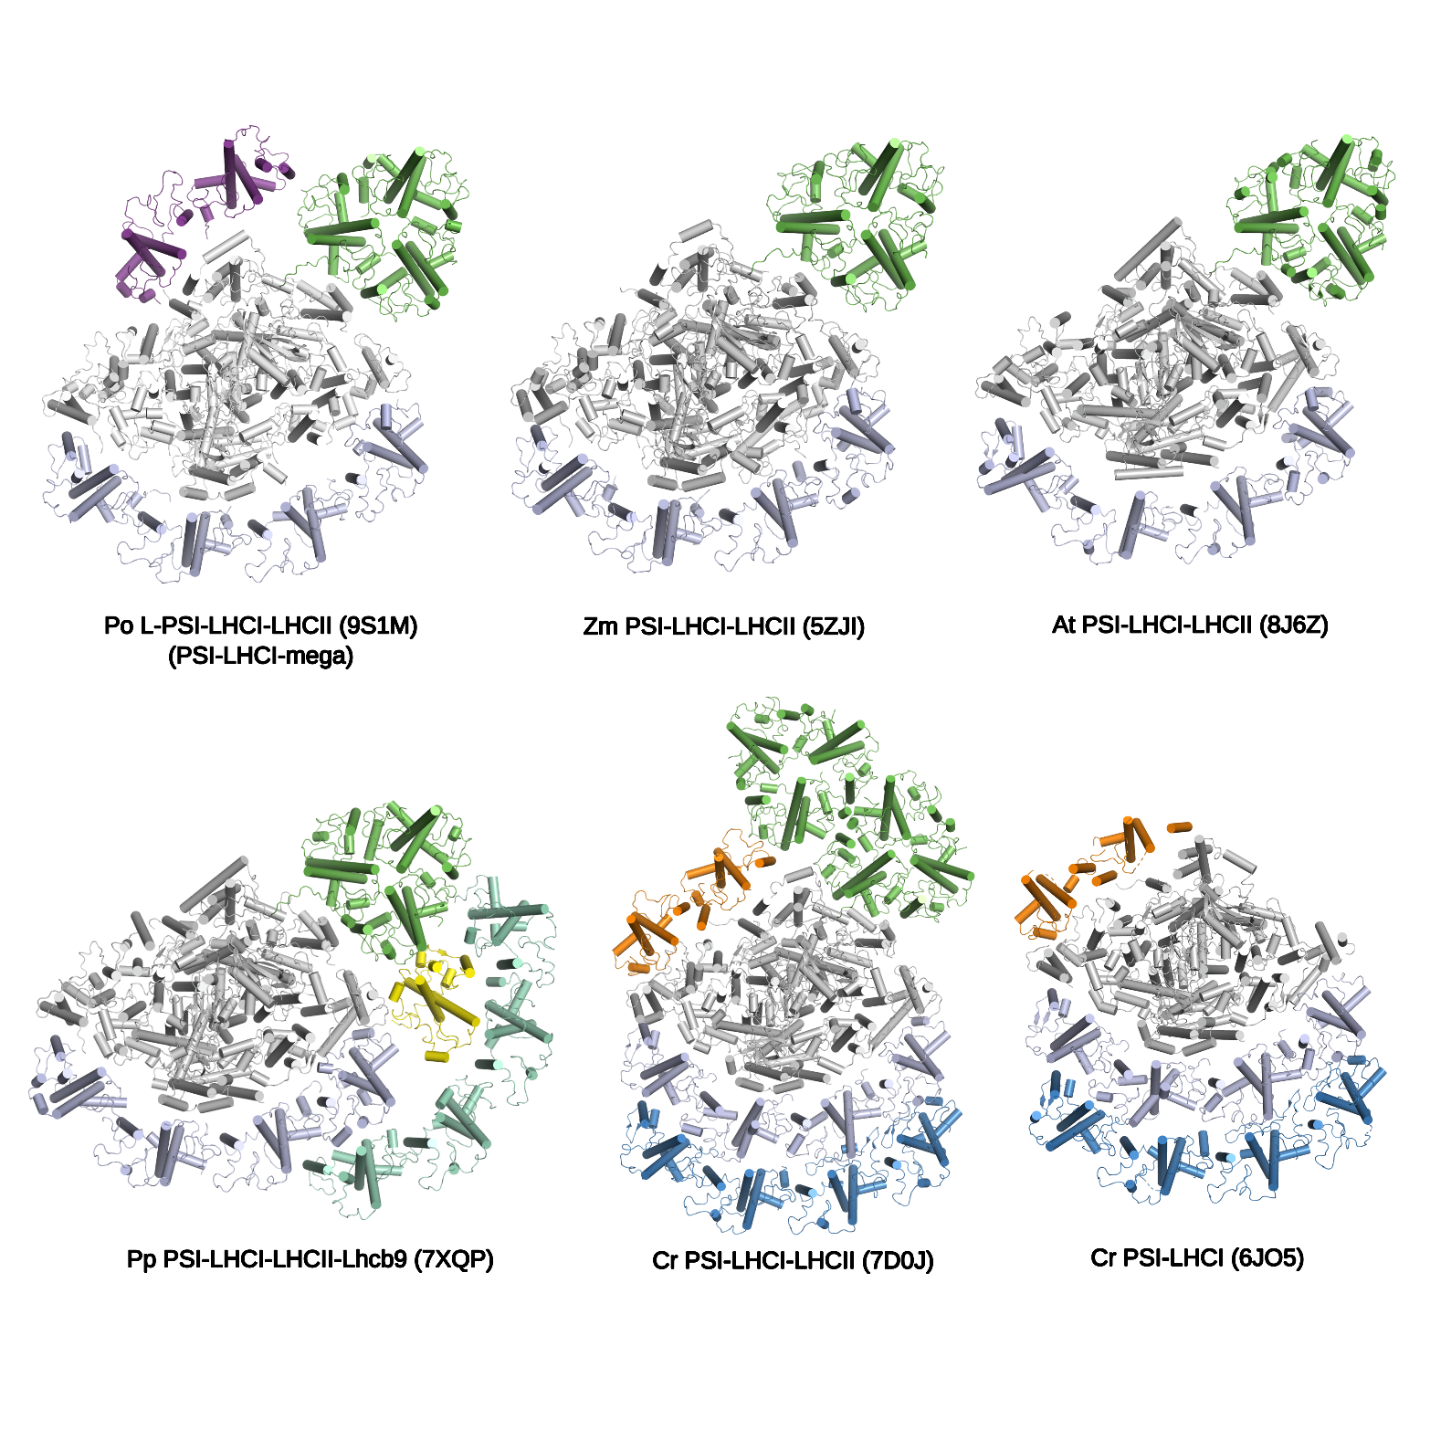 Po L-PSI-LHCI-LHCII (9S1M)
(PSI-LHCI-mega)
Zm PSI-LHCI-LHCII (5ZJI)
At PSI-LHCI-LHCII (8J6Z)
Pp PSI-LHCI-LHCII-Lhcb9 (7XQP)
Cr PSI-LHCI-LHCII (7D0J)
Cr PSI-LHCI (6JO5)